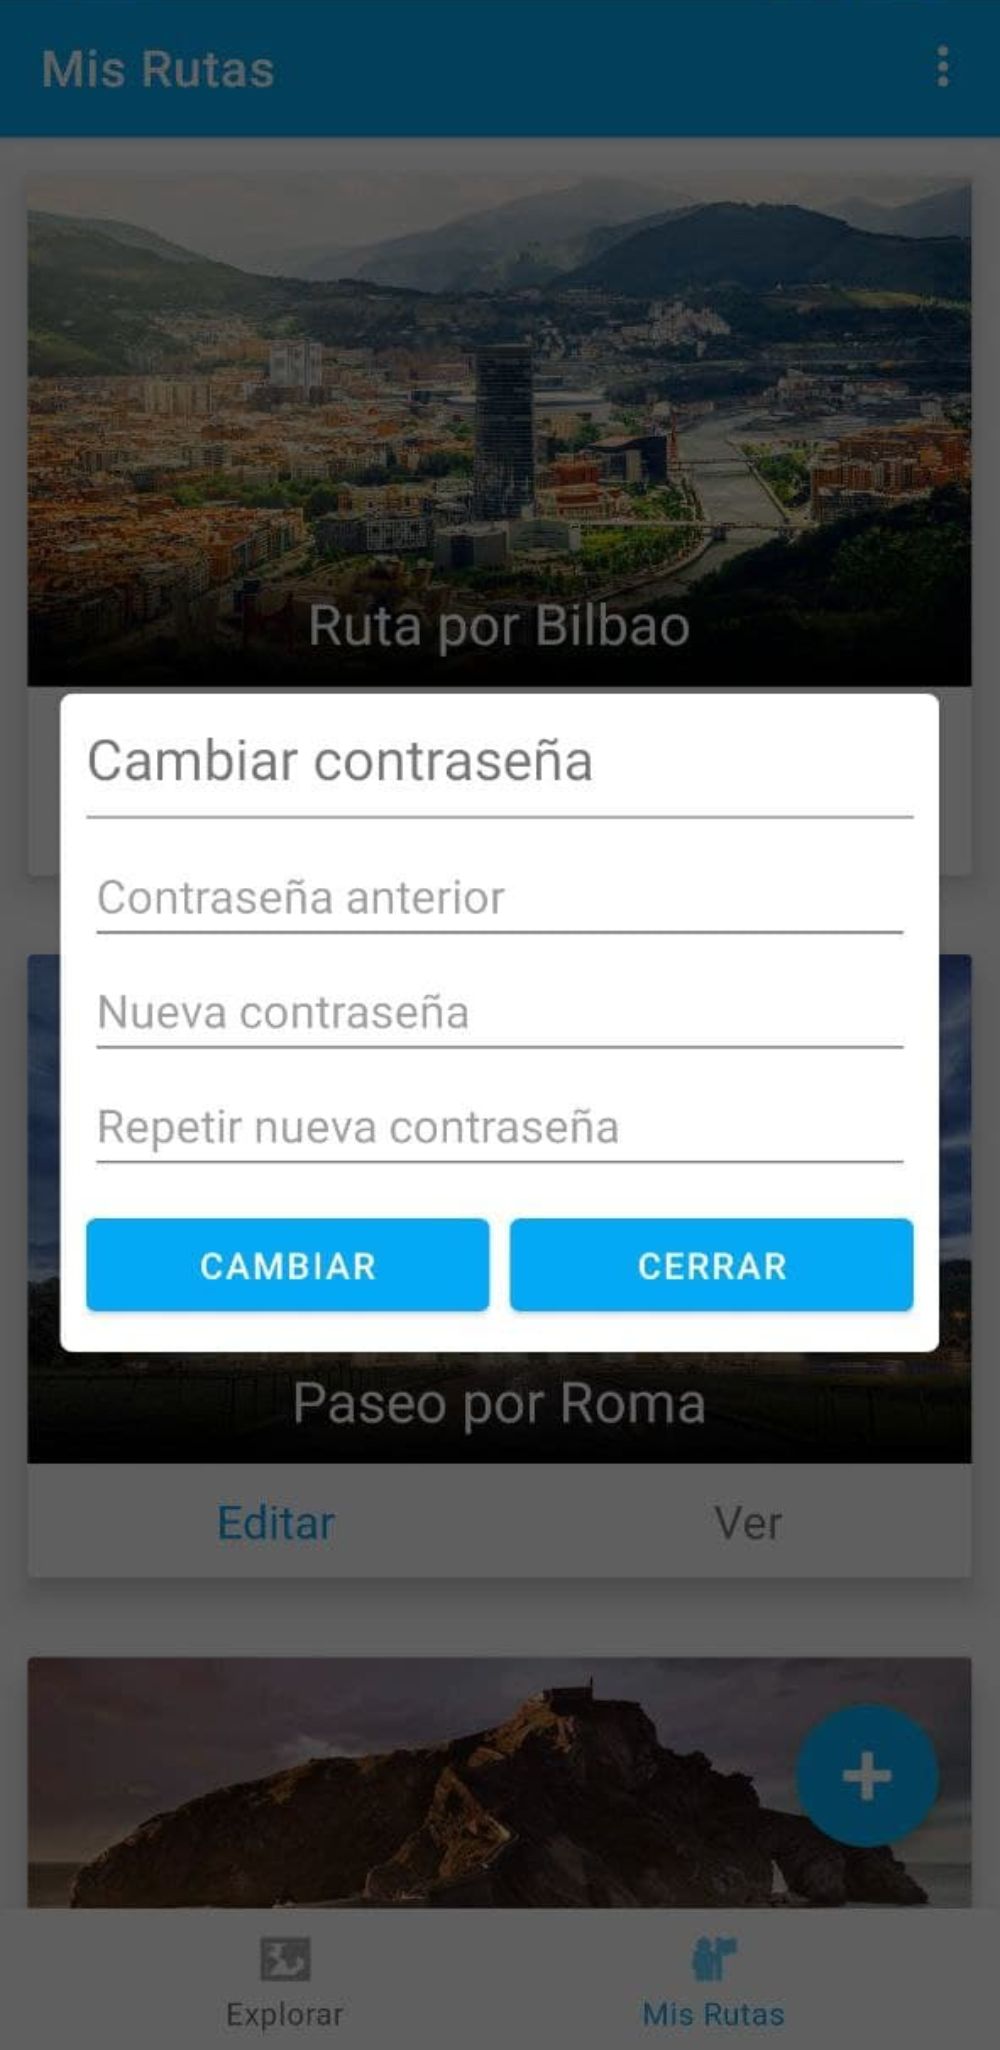 Mis Rutas
Ruta por Bilbao
Cambiar contraseña
Contraseña anterior
Nueva contraseña
Repetir nueva contraseña
CAMBIAR
CERRAR
Paseo por Roma
Editar
Ver
Explorar
Mis Rutas